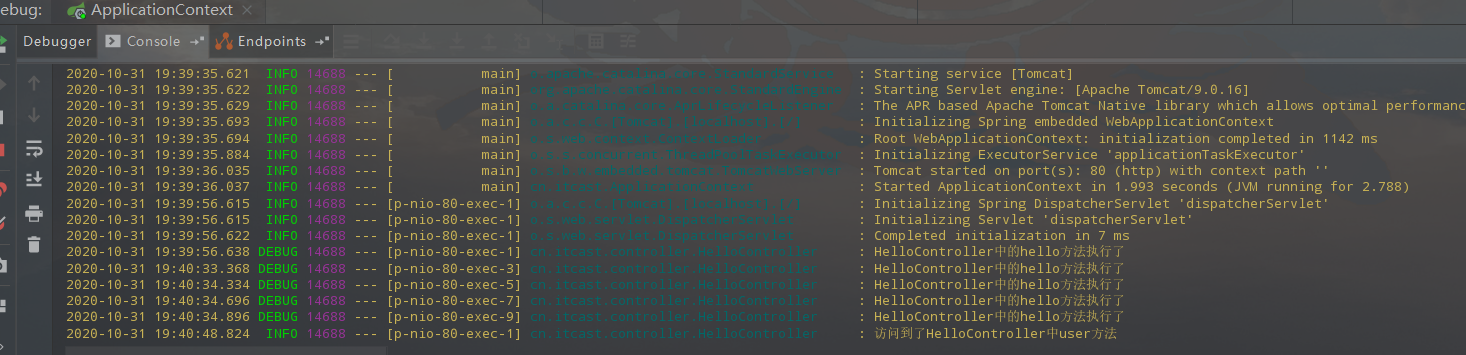 ebug: ApplicationContext
Debugger Console Endpoints
2020-10-31 19:39:35.621 INFO 14688 --- [ main] : Starting service [Tomcat]
2020-10-31 19:39:35.622 INFO 14688 --- [ main] : Starting Servlet engine: [Apache Tomcat/9.0.16]
2020-10-31 19:39:35.629 INFO 14688 --- [ main] : The APR based Apache Tomcat Native library which allows optimal performanc
2020-10-31 19:39:35.693 INFO 14688 --- [ main] : Initializing Spring embedded WebApplicationContext
2020-10-31 19:39:35.694 INFO 14688 --- [ main] o.s.web.context.ContextLoader : Root WebApplicationContext: initialization completed in 1142 ms
2020-10-31 19:39:35.884 INFO 14688 --- [ main] o.s.s.concurrent.ThreadPoolTaskExecutor : Initializing ExecutorService 'applicationTaskExecutor'
2020-10-31 19:39:36.035 INFO 14688 --- [ main] o.s.b.w.embedded.tomcat.TomcatWebServer : Tomcat started on port(s): 80 (http) with context path ''
2020-10-31 19:39:36.037 INFO 14688 --- [ main] cn.itcast.ApplicationContext : Started ApplicationContext in 1.993 seconds (JVM running for 2.788)
2020-10-31 19:39:56.615 INFO 14688 --- [p-nio-80-exec-1] : Initializing Spring DispatcherServlet 'dispatcherServlet'
2020-10-31 19:39:56.615 INFO 14688 --- [p-nio-80-exec-1] o.s.web.servlet.DispatcherServlet : Initializing Servlet 'dispatcherServlet'
2020-10-31 19:39:56.622 INFO 14688 --- [p-nio-80-exec-1] o.s.web.servlet.DispatcherServlet : Completed initialization in 7 ms
2020-10-31 19:39:56.638 DEBUG 14688 --- [p-nio-80-exec-1] cn.itcast.controller.HelloController : HelloController中的hello方法执行了
2020-10-31 19:40:33.368 DEBUG 14688 --- [p-nio-80-exec-3] cn.itcast.controller.HelloController : HelloController中的hello方法执行了
2020-10-31 19:40:34.334 DEBUG 14688 --- [p-nio-80-exec-5] cn.itcast.controller.HelloController : HelloController中的hello方法执行了
2020-10-31 19:40:34.696 DEBUG 14688 --- [p-nio-80-exec-7] cn.itcast.controller.HelloController : HelloController中的hello方法执行了
2020-10-31 19:40:34.896 DEBUG 14688 --- [p-nio-80-exec-9] cn.itcast.controller.HelloController : HelloController中的hello方法执行了
2020-10-31 19:40:48.824 INFO 14688 --- [p-nio-80-exec-1] cn.itcast.controller.HelloController : 访问到了HelloController中user方法